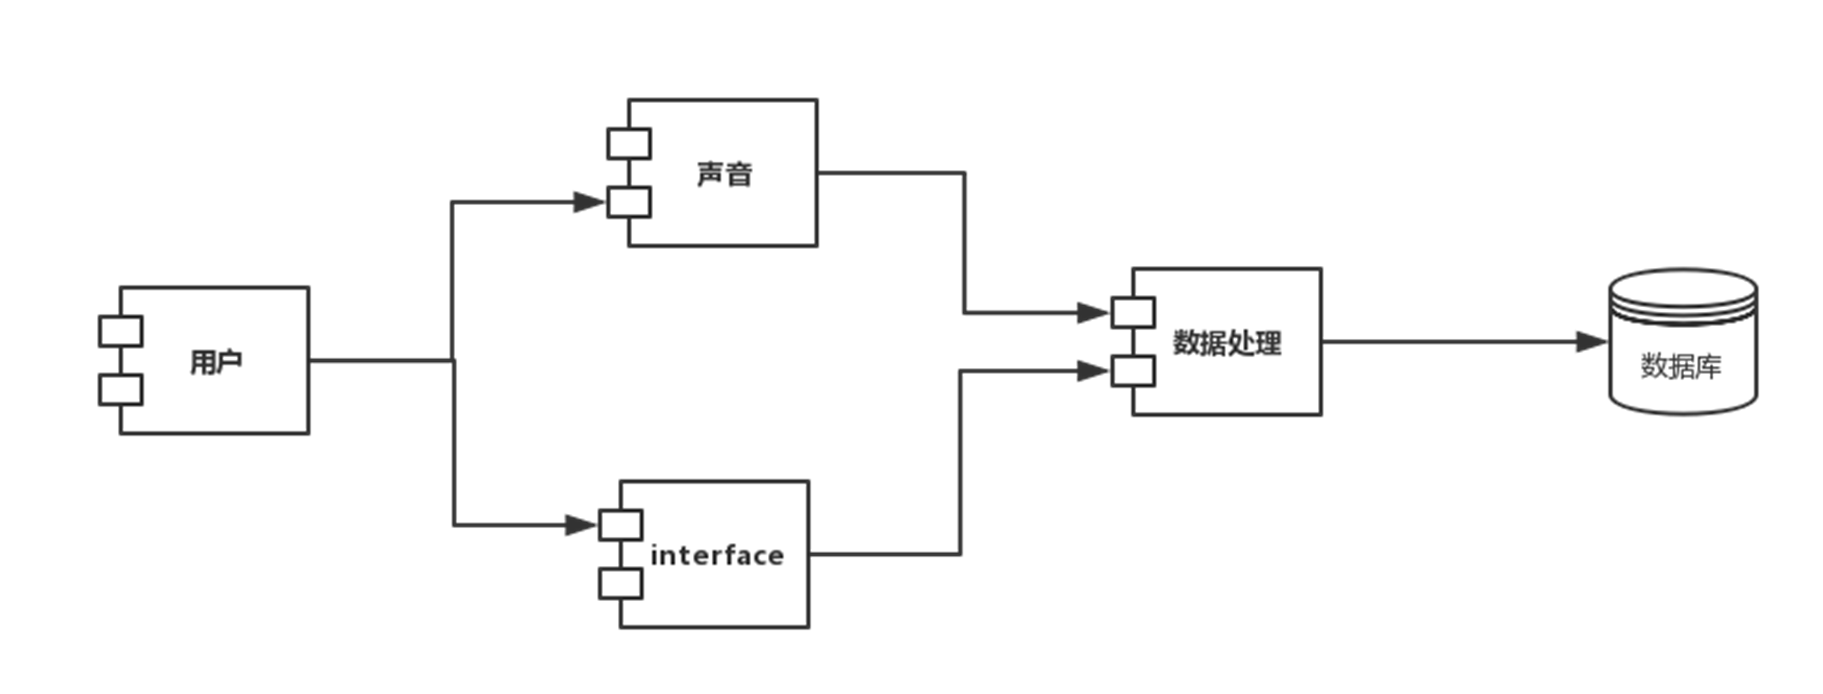 声音
用户
数据处理
数据库
interface